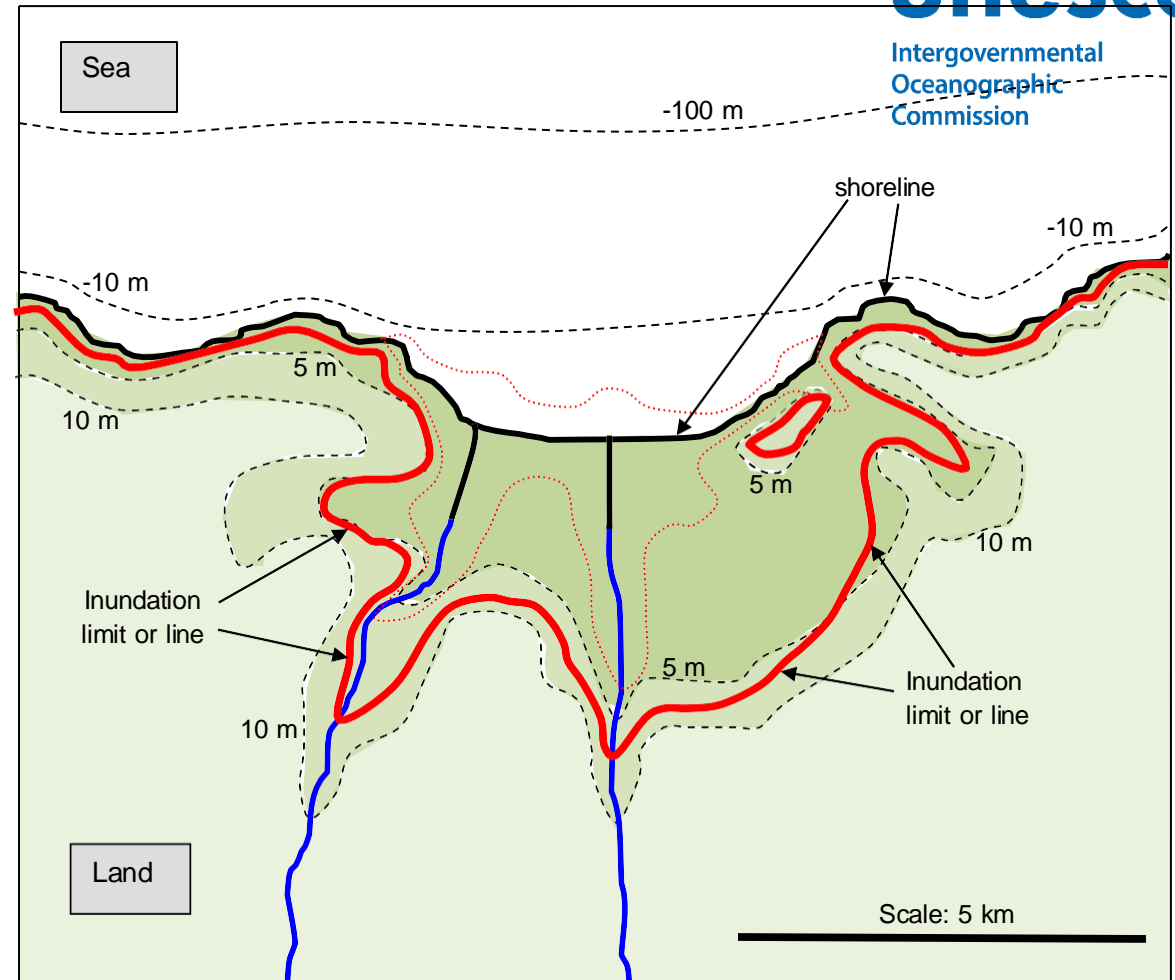 unesco
Sea
Intergovernmental
Oceanographic
Commission
-100 m
shoreline
-10 m
-10 m
5 m
10 m
5 m
10 m
Inundation
limit or line
5 m
Inundation
limit or line
10 m
Land
Scale: 5 km